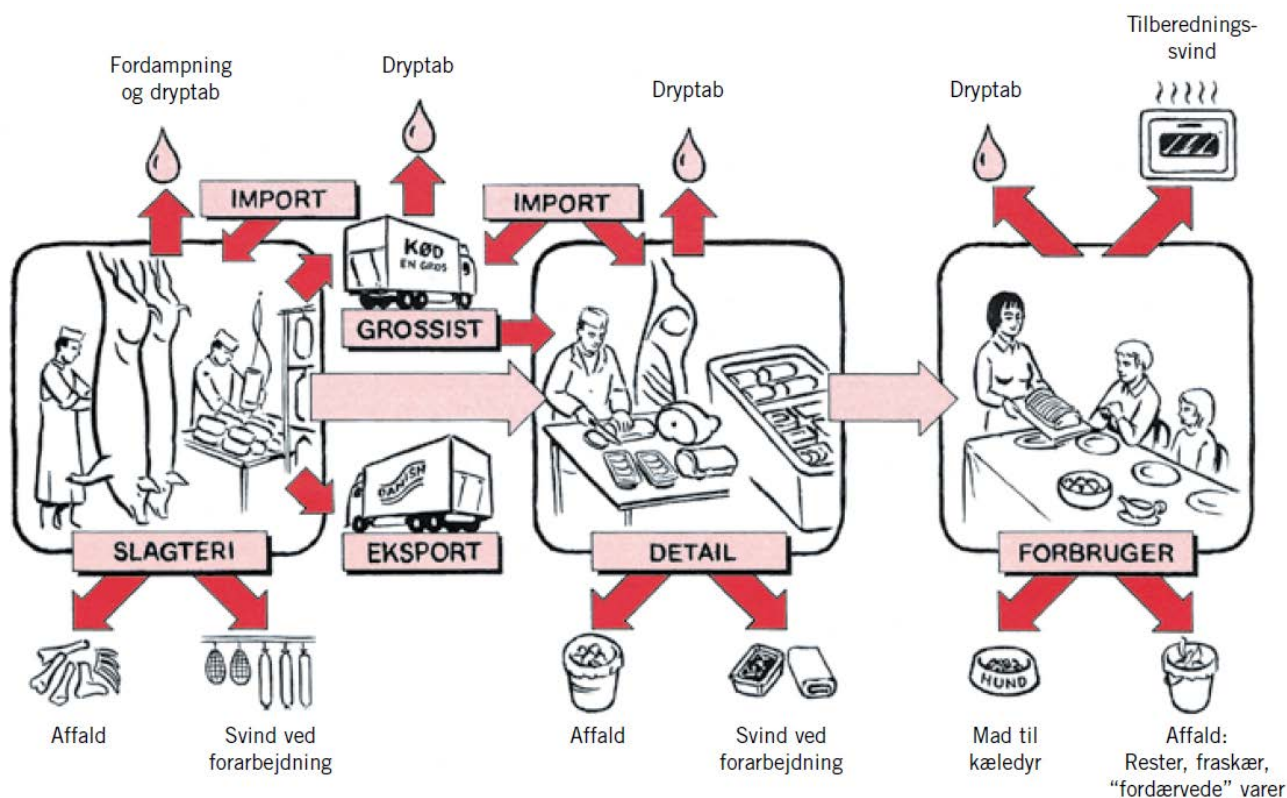 Tilberednings-
svind
Fordampning
og dryptab
Dryptab
Dryptab
Dryptab
IMPORT
IMPORT
KØD
EN GROS
GROSSIST
DANISH
SLAGTERI
EKSPORT
DETAIL
FORBRUGER
HUND
Affald
Svind ved
forarbejdning
Affald
Svind ved
forarbejdning
Mad til
kæledyr
Affald:
Rester, fraskær,
“fordærvede” varer